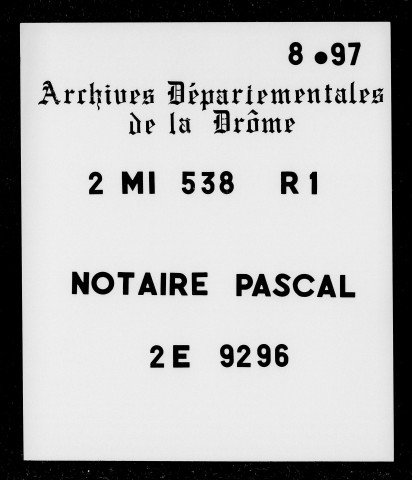 8•97
Archives Départementales
de la Drôme
2 MI 538 R1
NOTAIRE PASCAL
2E 9296